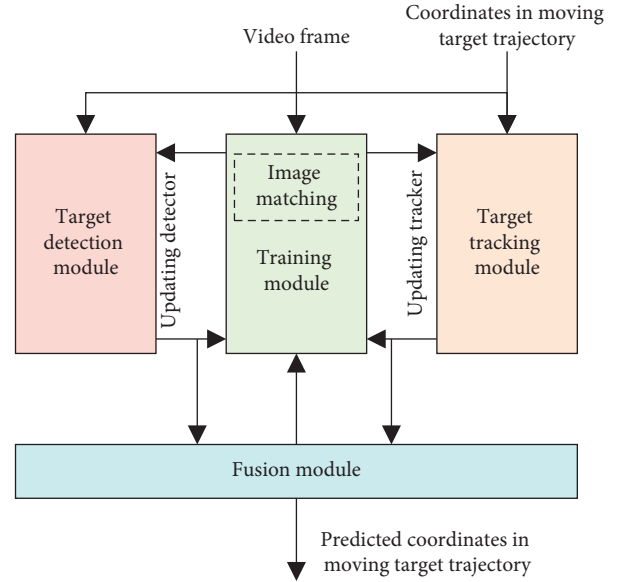 Video frame
Coordinates in moving
target trajectory
Target
detection
module
Updating detector
Image
matching
Training
module
Updating tracker
Target
tracking
module
Fusion module
Predicted coordinates in
moving target trajectory